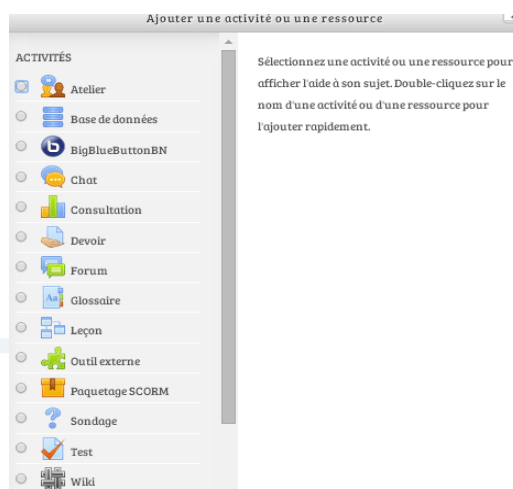 Ajouter une activité ou une ressource
ACTIVITÉS
Atelier
Base de données
BigBlueButtonBN
Chat
Consultation
Devoir
Forum
Glossaire
Leçon
Outil externe
Paquetage SCORM
Sondage
Test
Wiki
Sélectionnez une activité ou une ressource pour
afficher l'aide à son sujet. Double-cliquez sur le
nom d'une activité ou d'une ressource pour
l'ajouter rapidement.